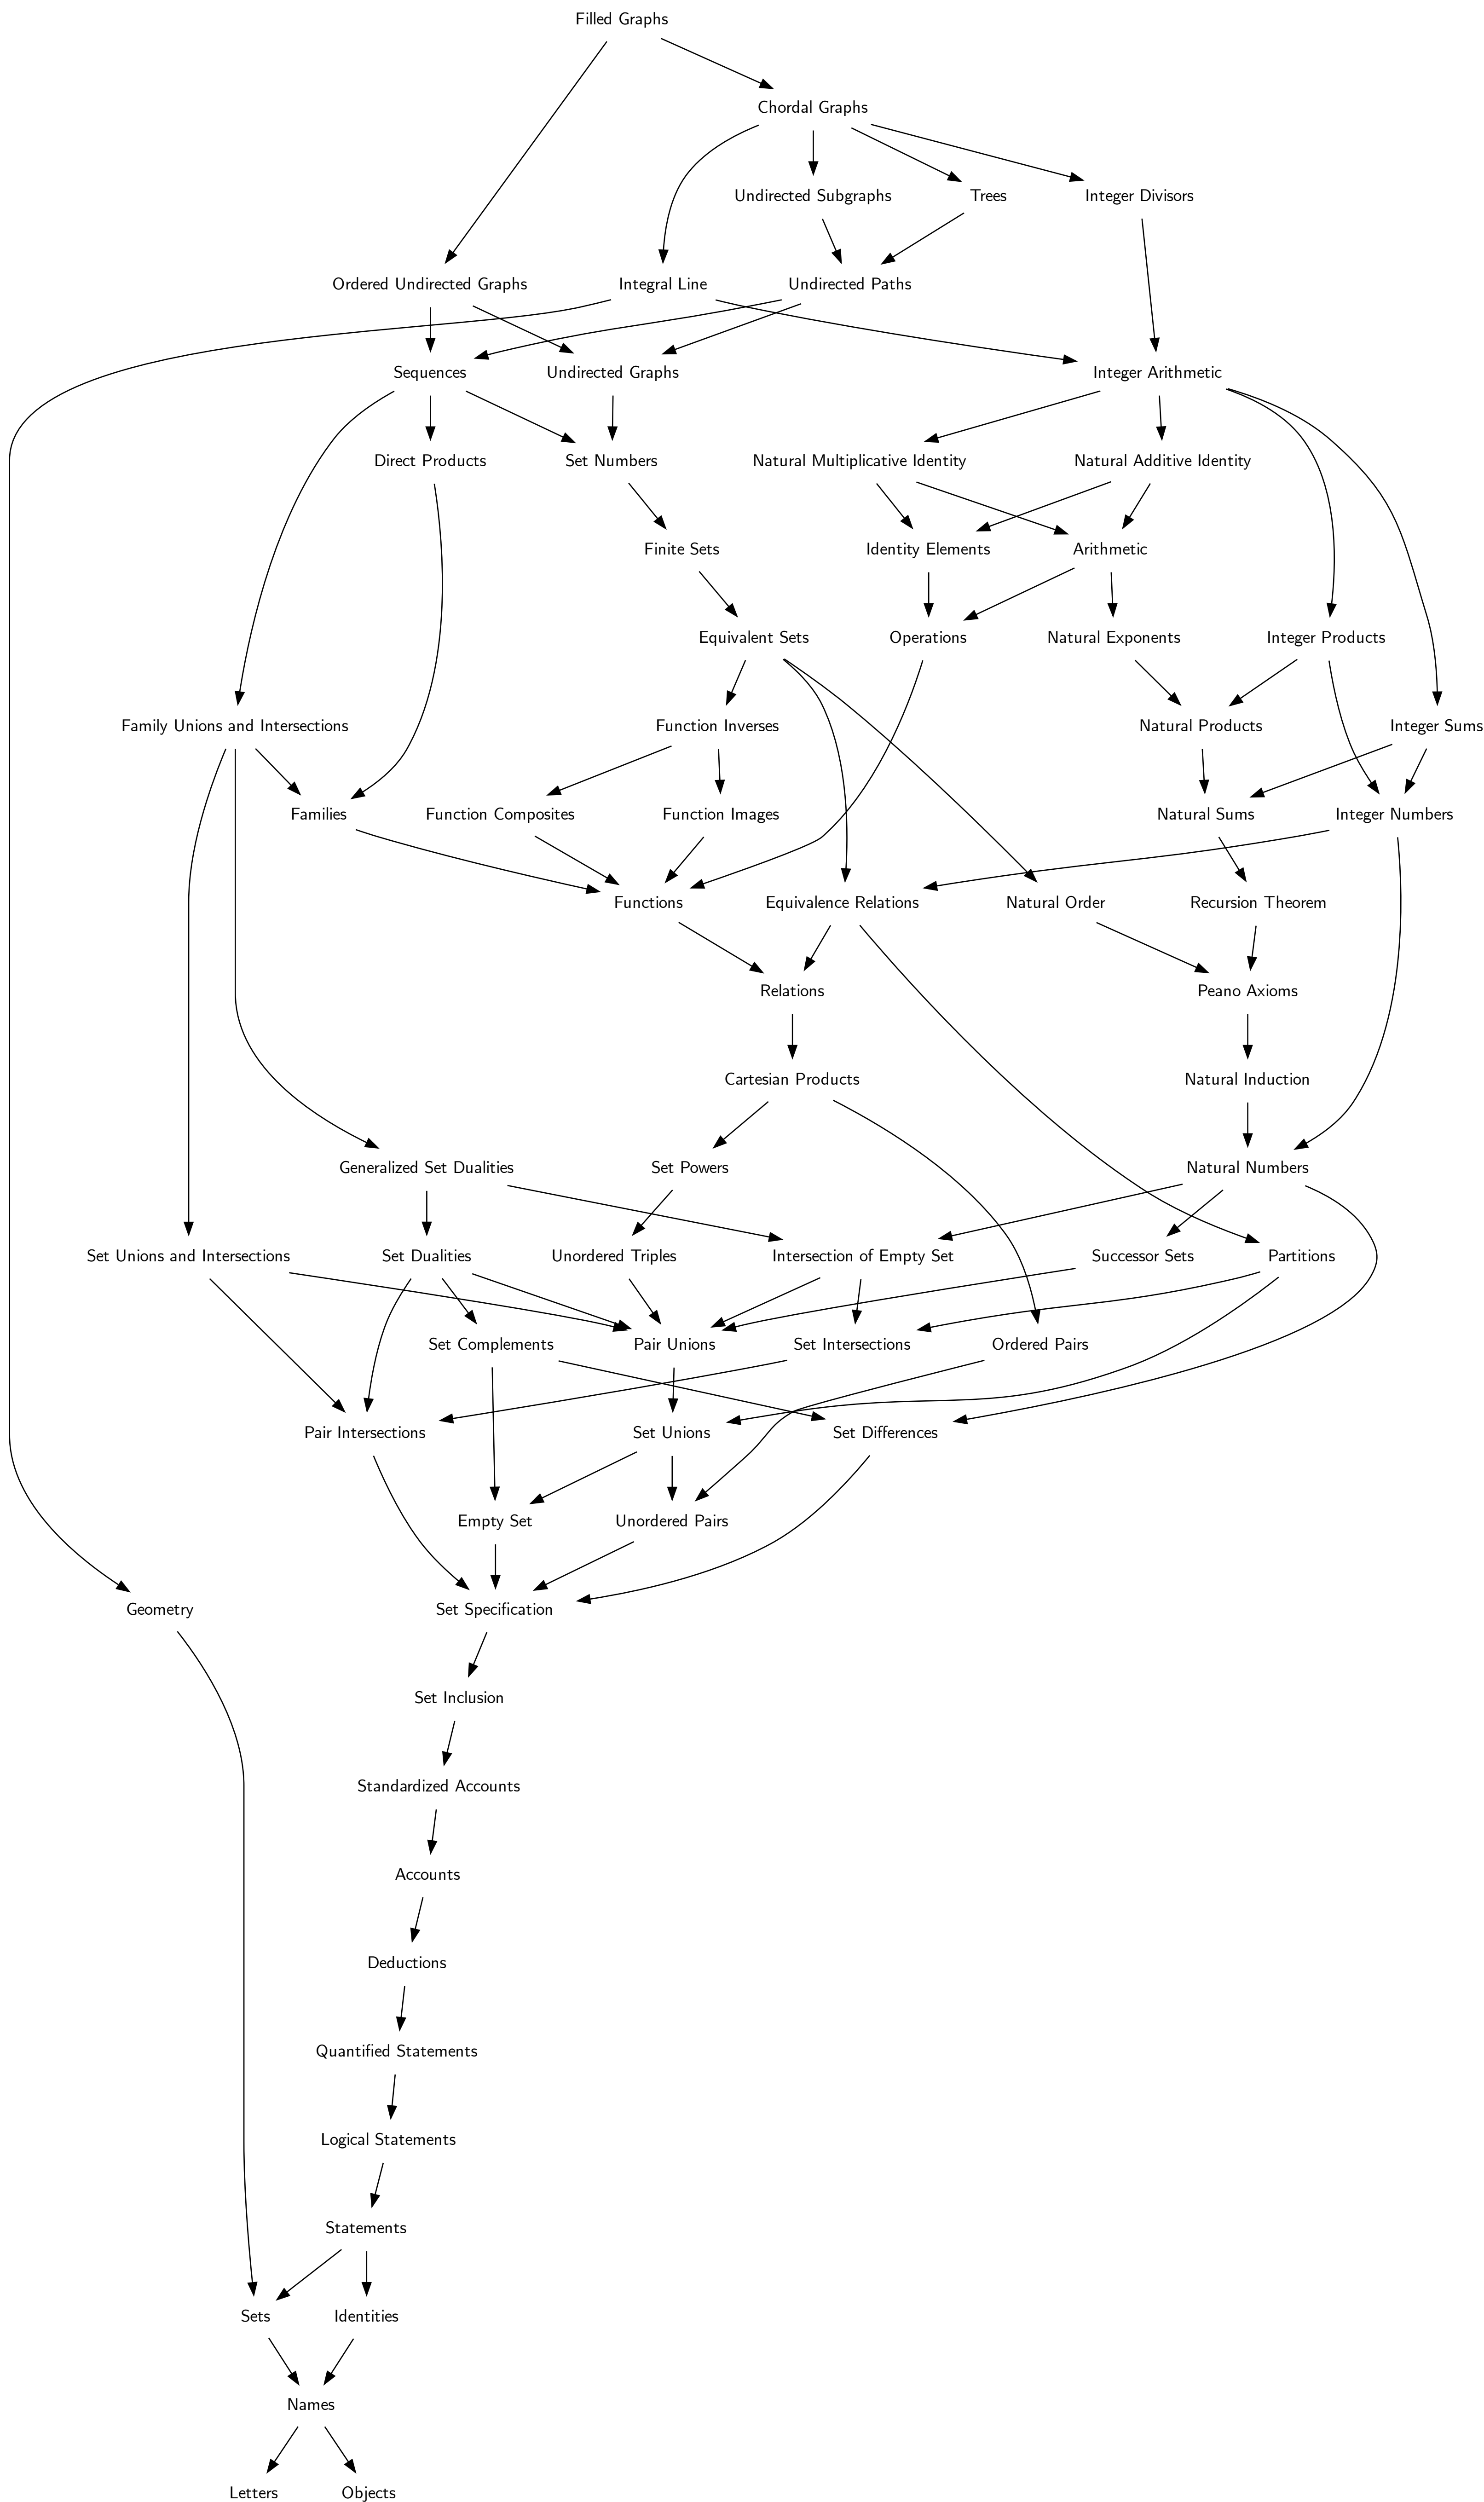 Filled Graphs
Chordal Graphs
Undirected Subgraphs
Trees
Integer Divisors
Ordered Undirected Graphs
Integral Line
Undirected Paths
Sequences
Undirected Graphs
Integer Arithmetic
Direct Products
Set Numbers
Natural Multiplicative Identity
Natural Additive Identity
Finite Sets
Identity Elements
Arithmetic
Equivalent Sets
Operations
Natural Exponents
Integer Products
Family Unions and Intersections
Function Inverses
Natural Products
Integer Sums
Families
Function Composites
Function Images
Natural Sums
Integer Numbers
Functions
Equivalence Relations
Natural Order
Recursion Theorem
Relations
Peano Axioms
Cartesian Products
Natural Induction
Generalized Set Dualities
Set Powers
Natural Numbers
Set Unions and Intersections
Set Dualities
Unordered Triples
Intersection of Empty Set
Successor Sets
Partitions
Set Complements
Pair Unions
Set Intersections
Ordered Pairs
Pair Intersections
Set Unions
Set Differences
Empty Set
Unordered Pairs
Geometry
Set Specification
Set Inclusion
Standardized Accounts
Accounts
Deductions
Quantified Statements
Logical Statements
Statements
Sets
Identities
Names
Letters
Objects